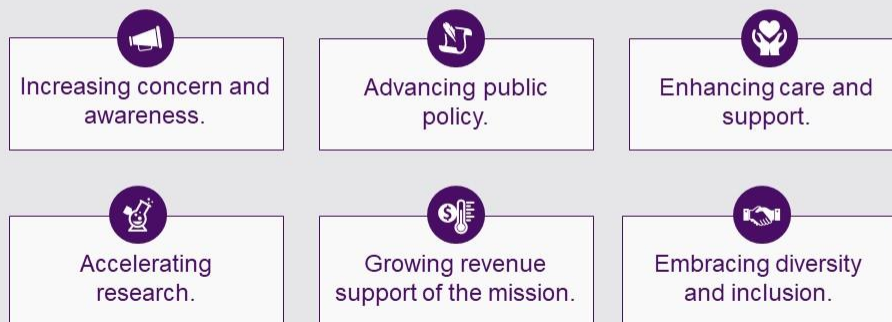 Increasing concern and
awareness.
Advancing public
policy.
Enhancing care and
support.
Accelerating
research.
Growing revenue
support of the mission.
Embracing diversity
and inclusion.